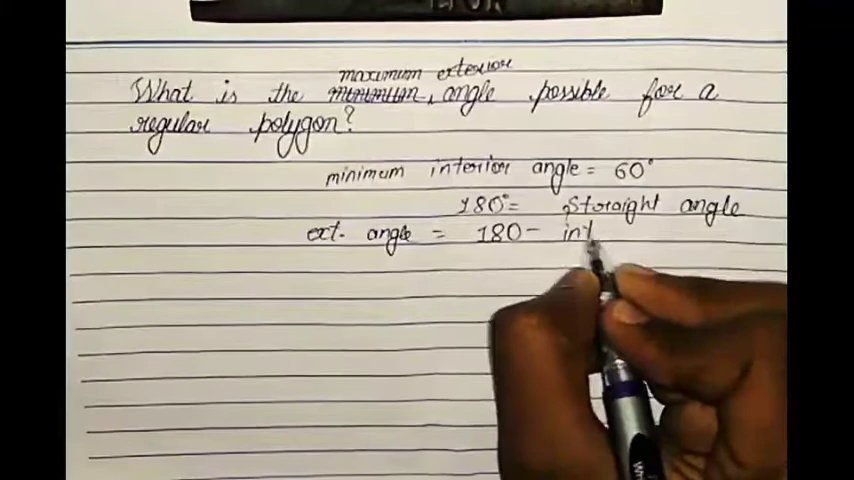 maximum exterior
What is the minimum angle possible for a
regular polygon?
minimum interior angle = 60°
180° = straight angle
ext. angle = 180 - int